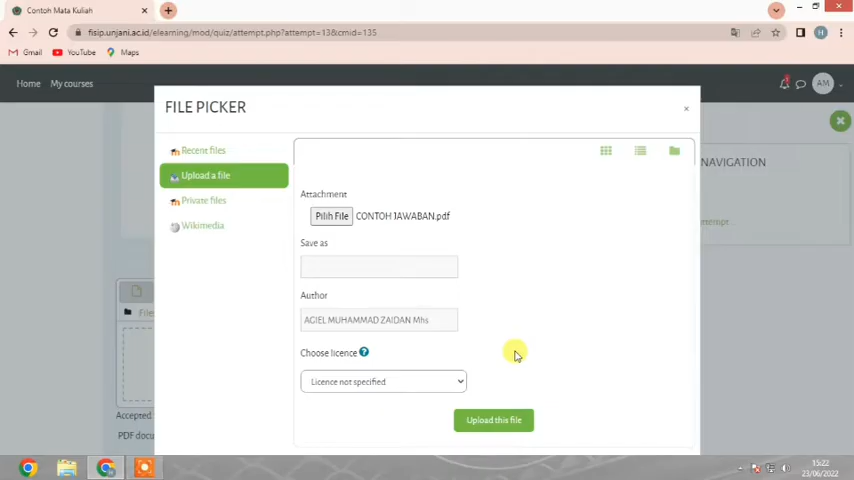 Contoh Mata Kuliah
fisip.unjani.ac.id/elearning/mod/quiz/attempt.php?attempt=13&cmid=135
H
Gmail
YouTube
Maps
Home
My courses
AM
FILE PICKER
Recent files
Upload a file
Private files
Wikimedia
NAVIGATION
attempt...
Attachment
Pilih File
CONTOH JAWABAN.pdf
Save as
Author
AGIEL MUHAMMAD ZAIDAN Mhs
Choose licence
Licence not specified
Upload this file
Files
Accepted
PDF docu
15:22
23/06/2022